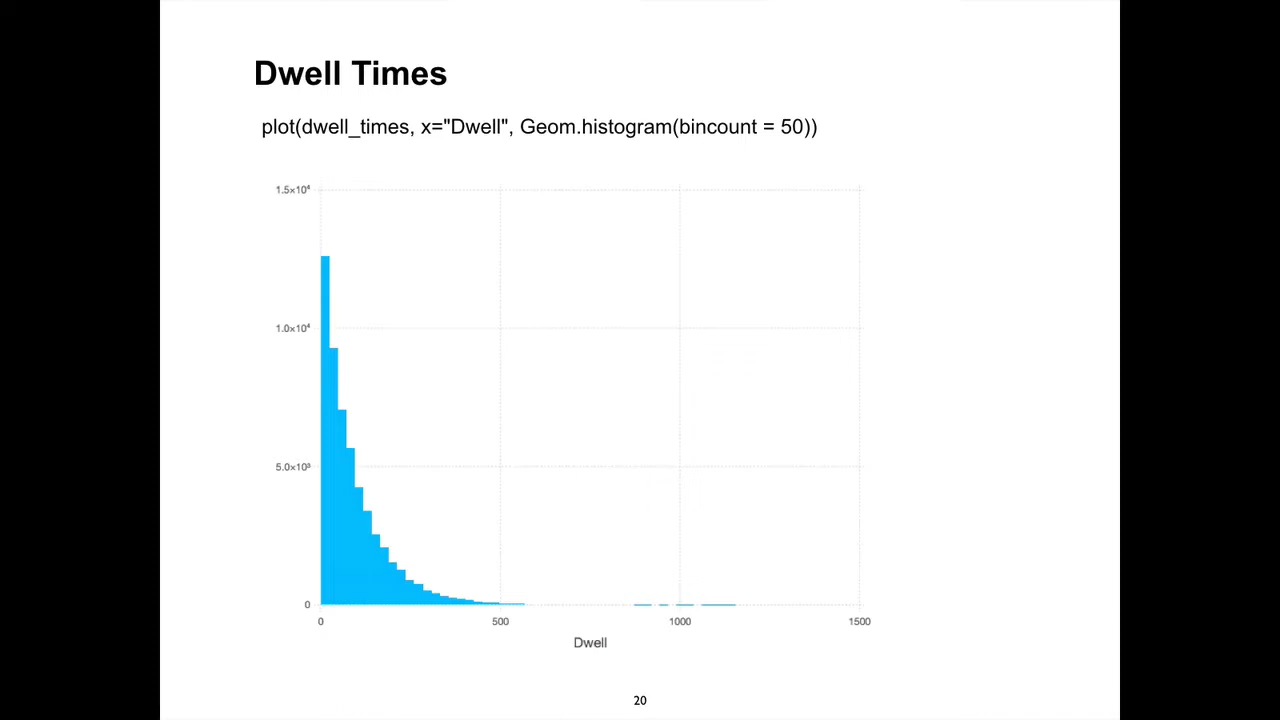 Dwell Times
plot(dwell_times, x="Dwell", Geom.histogram(bincount = 50))
1.5×10⁴
1.0×10⁴
5.0×10³
0
0 500 1000 1500
Dwell
20